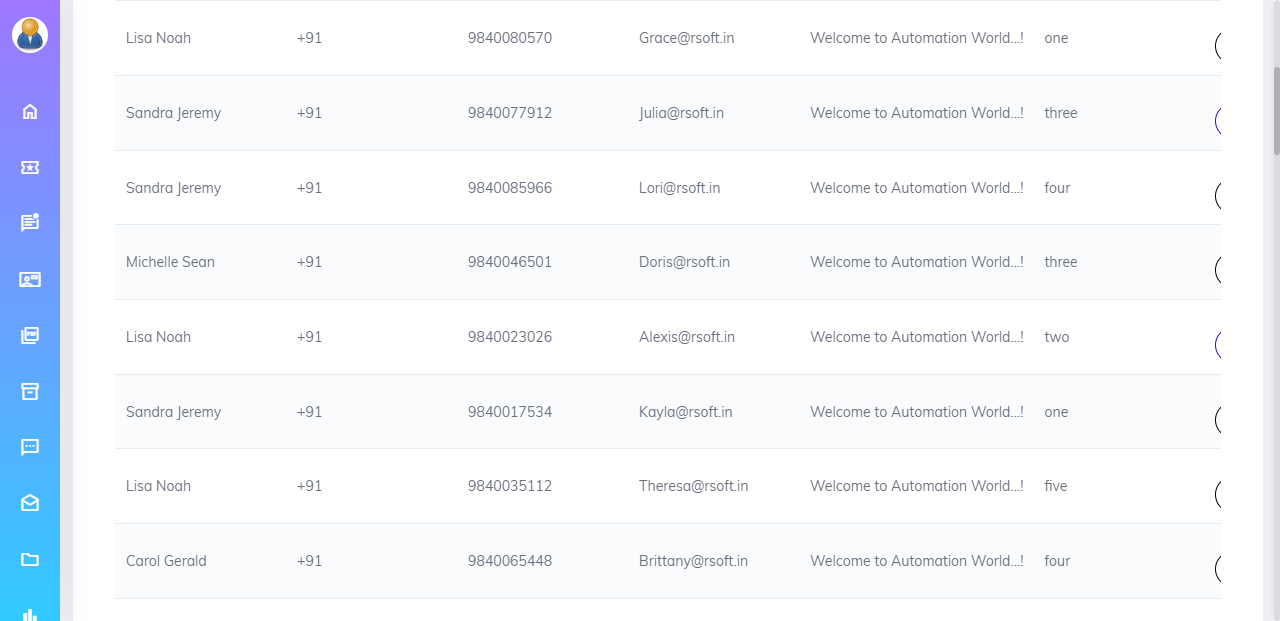 Lisa Noah +91 9840080570 Grace@rsoft.in Welcome to Automation World...! one
Sandra Jeremy +91 9840077912 Julia@rsoft.in Welcome to Automation World...! three
Sandra Jeremy +91 9840085966 Lori@rsoft.in Welcome to Automation World...! four
Michelle Sean +91 9840046501 Doris@rsoft.in Welcome to Automation World...! three
Lisa Noah +91 9840023026 Alexis@rsoft.in Welcome to Automation World...! two
Sandra Jeremy +91 9840017534 Kayla@rsoft.in Welcome to Automation World...! one
Lisa Noah +91 9840035112 Theresa@rsoft.in Welcome to Automation World...! five
Carol Gerald +91 9840065448 Brittany@rsoft.in Welcome to Automation World...! four